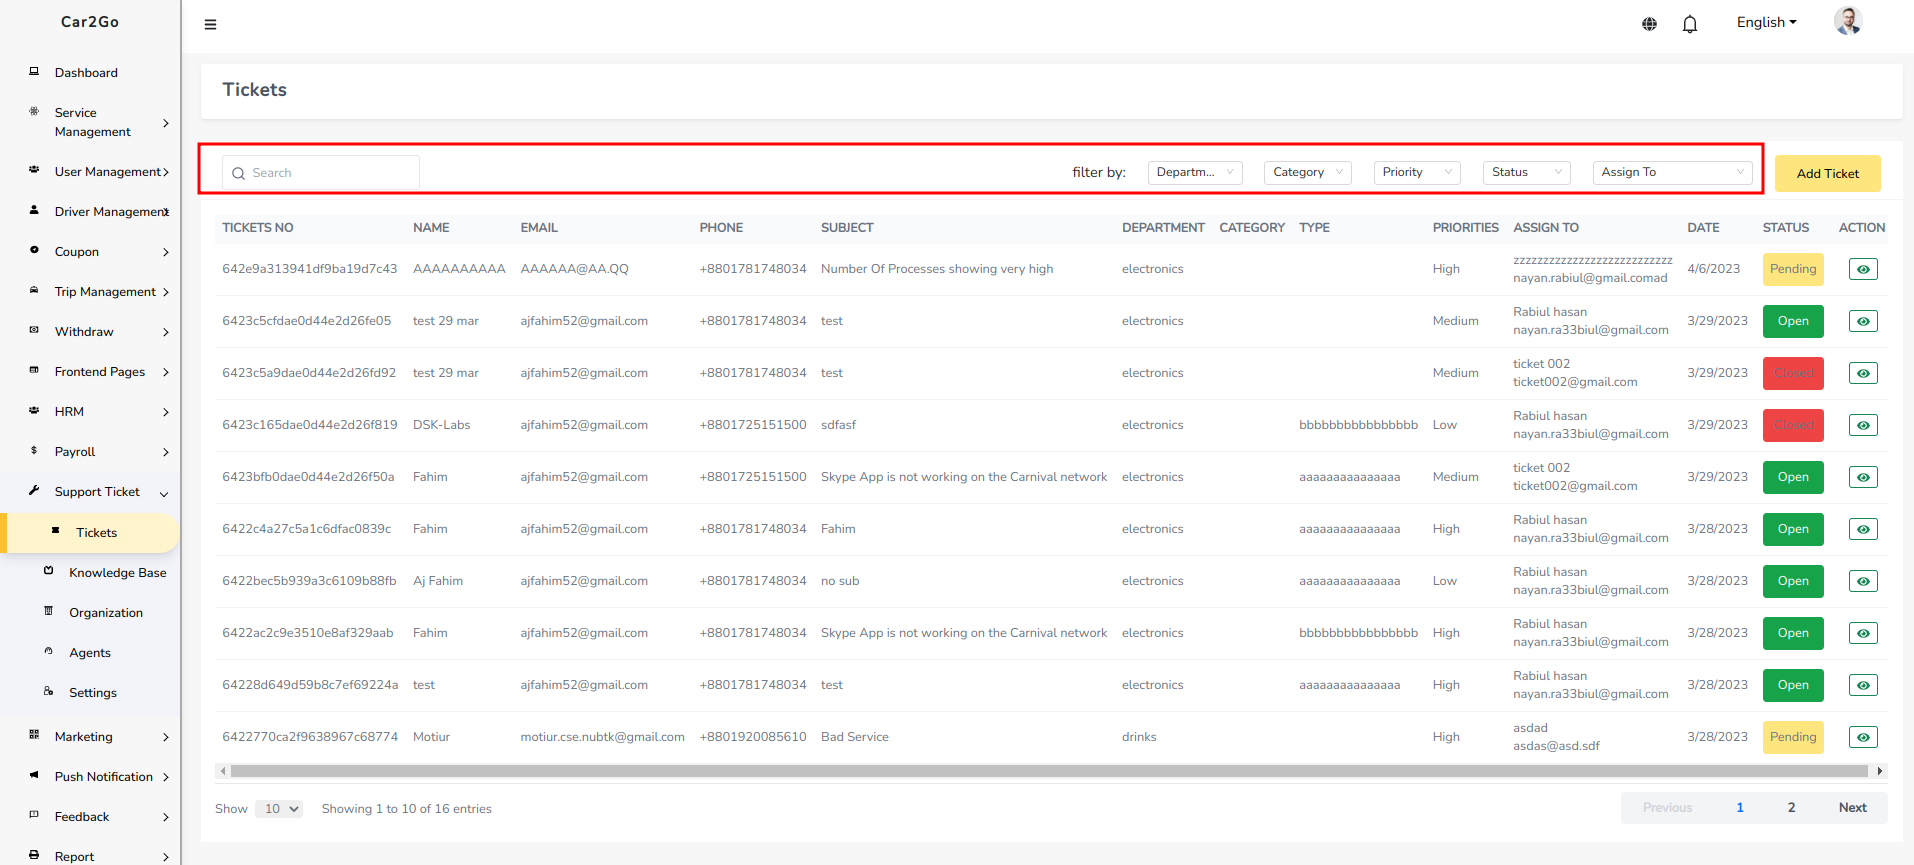 Car2Go
English
Dashboard
Service
Management
User Management
Driver Management
Coupon
Trip Management
Withdraw
Frontend Pages
HRM
Payroll
Support Ticket
Tickets
Knowledge Base
Organization
Agents
Settings
Marketing
Push Notification
Feedback
Report
Tickets
Search filter by: Departm... Category Priority Status Assign To Add Ticket
TICKETS NO NAME EMAIL PHONE SUBJECT DEPARTMENT CATEGORY TYPE PRIORITIES ASSIGN TO DATE STATUS ACTION
642e9a313941df9ba19d7c43 AAAAAAAAAA AAAAAA@AA.QQ +8801781748034 Number Of Processes showing very high electronics High zzzzzzzzzzzzzzzzzzzzzzzzzzz 4/6/2023 Pending
nayan.rabiul@gmail.comad
6423c5cfdae0d44e2d26fe05 test 29 mar ajfahim52@gmail.com +8801781748034 test electronics Medium Rabiul hasan 3/29/2023 Open
nayan.ra33biul@gmail.com
6423c5a9dae0d44e2d26fd92 test 29 mar ajfahim52@gmail.com +8801781748034 test electronics Medium ticket 002 3/29/2023 Closed
ticket002@gmail.com
6423c165dae0d44e2d26f819 DSK-Labs ajfahim52@gmail.com +8801725151500 sdfasf electronics bbbbbbbbbbbbbbbb Low Rabiul hasan 3/29/2023 Closed
nayan.ra33biul@gmail.com
6423bfb0dae0d44e2d26f50a Fahim ajfahim52@gmail.com +8801725151500 Skype App is not working on the Carnival network electronics aaaaaaaaaaaaaaa Medium ticket 002 3/29/2023 Open
ticket002@gmail.com
6422c4a27c5a1c6dfac0839c Fahim ajfahim52@gmail.com +8801781748034 Fahim electronics aaaaaaaaaaaaaaa High Rabiul hasan 3/28/2023 Open
nayan.ra33biul@gmail.com
6422bec5b939a3c6109b88fb Aj Fahim ajfahim52@gmail.com +8801781748034 no sub electronics aaaaaaaaaaaaaaa Low Rabiul hasan 3/28/2023 Open
nayan.ra33biul@gmail.com
6422ac2c9e3510e8af329aab Fahim ajfahim52@gmail.com +8801781748034 Skype App is not working on the Carnival network electronics bbbbbbbbbbbbbbbb High Rabiul hasan 3/28/2023 Open
nayan.ra33biul@gmail.com
64228d649d59b8c7ef69224a test ajfahim52@gmail.com +8801781748034 test electronics aaaaaaaaaaaaaaa High Rabiul hasan 3/28/2023 Open
nayan.ra33biul@gmail.com
6422770ca2f9638967c68774 Motiur motiur.cse.nubtk@gmail.com +8801920085610 Bad Service drinks High asdad 3/28/2023 Pending
asdas@asd.sdf
Show 10 Showing 1 to 10 of 16 entries Previous 1 2 Next